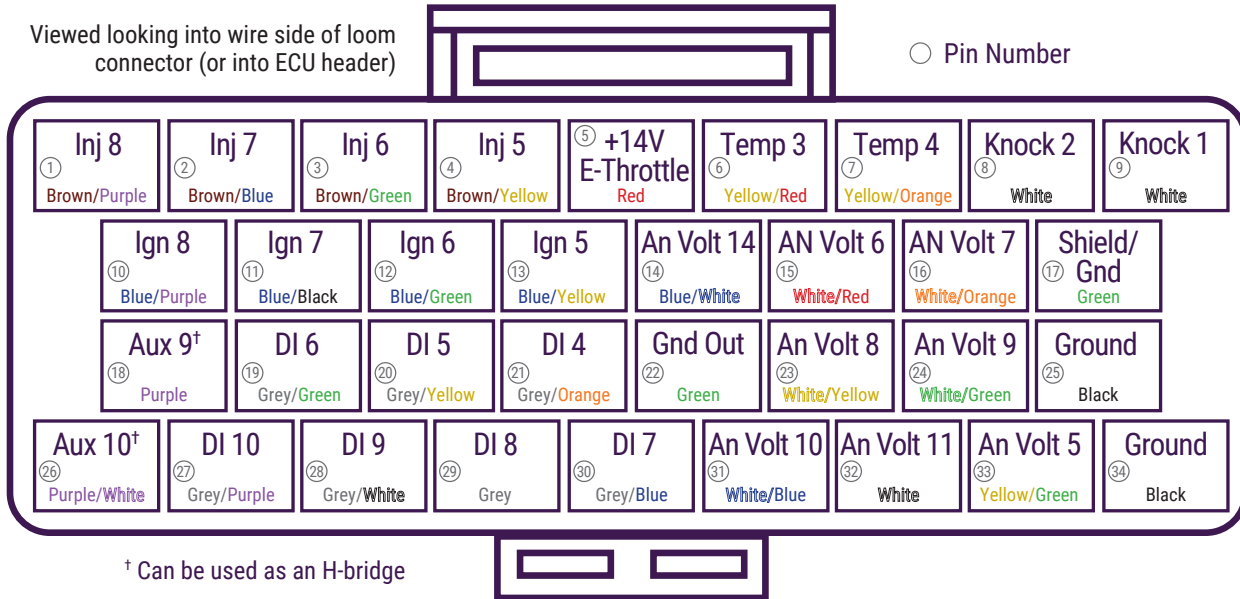 Viewed looking into wire side of loom
connector (or into ECU header)
Pin Number
Inj 8
1
Brown/Purple
Inj 7
2
Brown/Blue
Inj 6
3
Brown/Green
Inj 5
4
Brown/Yellow
5 +14V
E-Throttle
Red
Temp 3
6
Yellow/Red
Temp 4
7
Yellow/Orange
Knock 2
8
White
Knock 1
9
White
Ign 8
10
Blue/Purple
Ign 7
11
Blue/Black
Ign 6
12
Blue/Green
Ign 5
13
Blue/Yellow
An Volt 14
14
Blue/White
AN Volt 6
15
White/Red
AN Volt 7
16
White/Orange
Shield/
17 Gnd
Green
Aux 9†
18
Purple
DI 6
19
Grey/Green
DI 5
20
Grey/Yellow
DI 4
21
Grey/Orange
Gnd Out
22
Green
An Volt 8
23
White/Yellow
An Volt 9
24
White/Green
Ground
25
Black
Aux 10†
26
Purple/White
DI 10
27
Grey/Purple
DI 9
28
Grey/White
DI 8
29
Grey
DI 7
30
Grey/Blue
An Volt 10
31
White/Blue
An Volt 11
32
White
An Volt 5
33
Yellow/Green
Ground
34
Black
† Can be used as an H-bridge